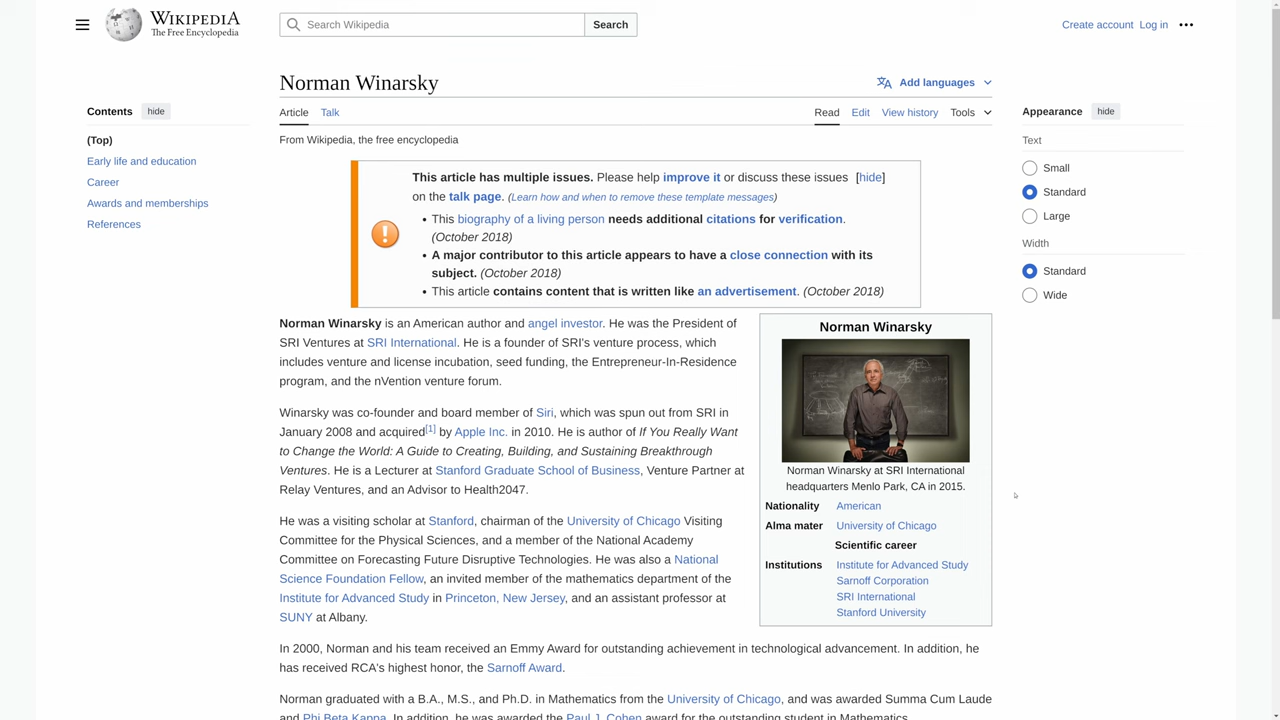 WIKIPEDIA
The Free Encyclopedia
Search Wikipedia
Search
Create account
Log in
Contents
hide
(Top)
Early life and education
Career
Awards and memberships
References
Norman Winarsky
Add languages
Article
Talk
Read
Edit
View history
Tools
From Wikipedia, the free encyclopedia
This article has multiple issues. Please help improve it or discuss these issues [hide]
on the talk page. (Learn how and when to remove these template messages)
• This biography of a living person needs additional citations for verification.
(October 2018)
• A major contributor to this article appears to have a close connection with its
subject. (October 2018)
• This article contains content that is written like an advertisement. (October 2018)
Norman Winarsky is an American author and angel investor. He was the President of
SRI Ventures at SRI International. He is a founder of SRI's venture process, which
includes venture and license incubation, seed funding, the Entrepreneur-In-Residence
program, and the nVention venture forum.
Winarsky was co-founder and board member of Siri, which was spun out from SRI in
January 2008 and acquired[1] by Apple Inc. in 2010. He is author of If You Really Want
to Change the World: A Guide to Creating, Building, and Sustaining Breakthrough
Ventures. He is a Lecturer at Stanford Graduate School of Business, Venture Partner at
Relay Ventures, and an Advisor to Health2047.
He was a visiting scholar at Stanford, chairman of the University of Chicago Visiting
Committee for the Physical Sciences, and a member of the National Academy
Committee on Forecasting Future Disruptive Technologies. He was also a National
Science Foundation Fellow, an invited member of the mathematics department of the
Institute for Advanced Study in Princeton, New Jersey, and an assistant professor at
SUNY at Albany.
In 2000, Norman and his team received an Emmy Award for outstanding achievement in technological advancement. In addition, he
has received RCA's highest honor, the Sarnoff Award.
Norman graduated with a B.A., M.S., and Ph.D. in Mathematics from the University of Chicago, and was awarded Summa Cum Laude
and Phi Beta Kappa. In addition, he was awarded the Paul J. Cohen award for the outstanding student in Mathematics.
Norman Winarsky
Norman Winarsky at SRI International
headquarters Menlo Park, CA in 2015.
Nationality American
Alma mater University of Chicago
Scientific career
Institutions Institute for Advanced Study
Sarnoff Corporation
SRI International
Stanford University
Appearance
hide
Text
Small
Standard
Large
Width
Standard
Wide